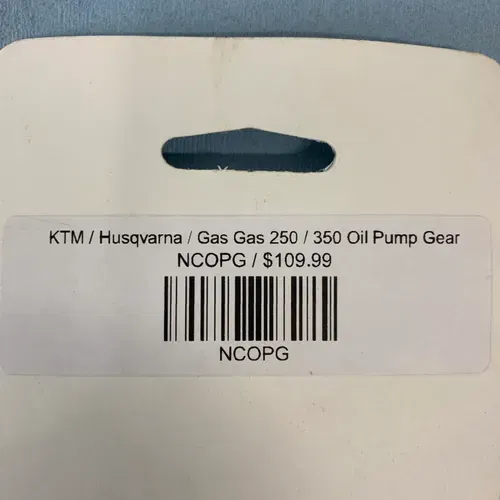 KTM / Husqvarna / Gas Gas 250 / 350 Oil Pump Gear
NCOPG / $109.99
NCOPG